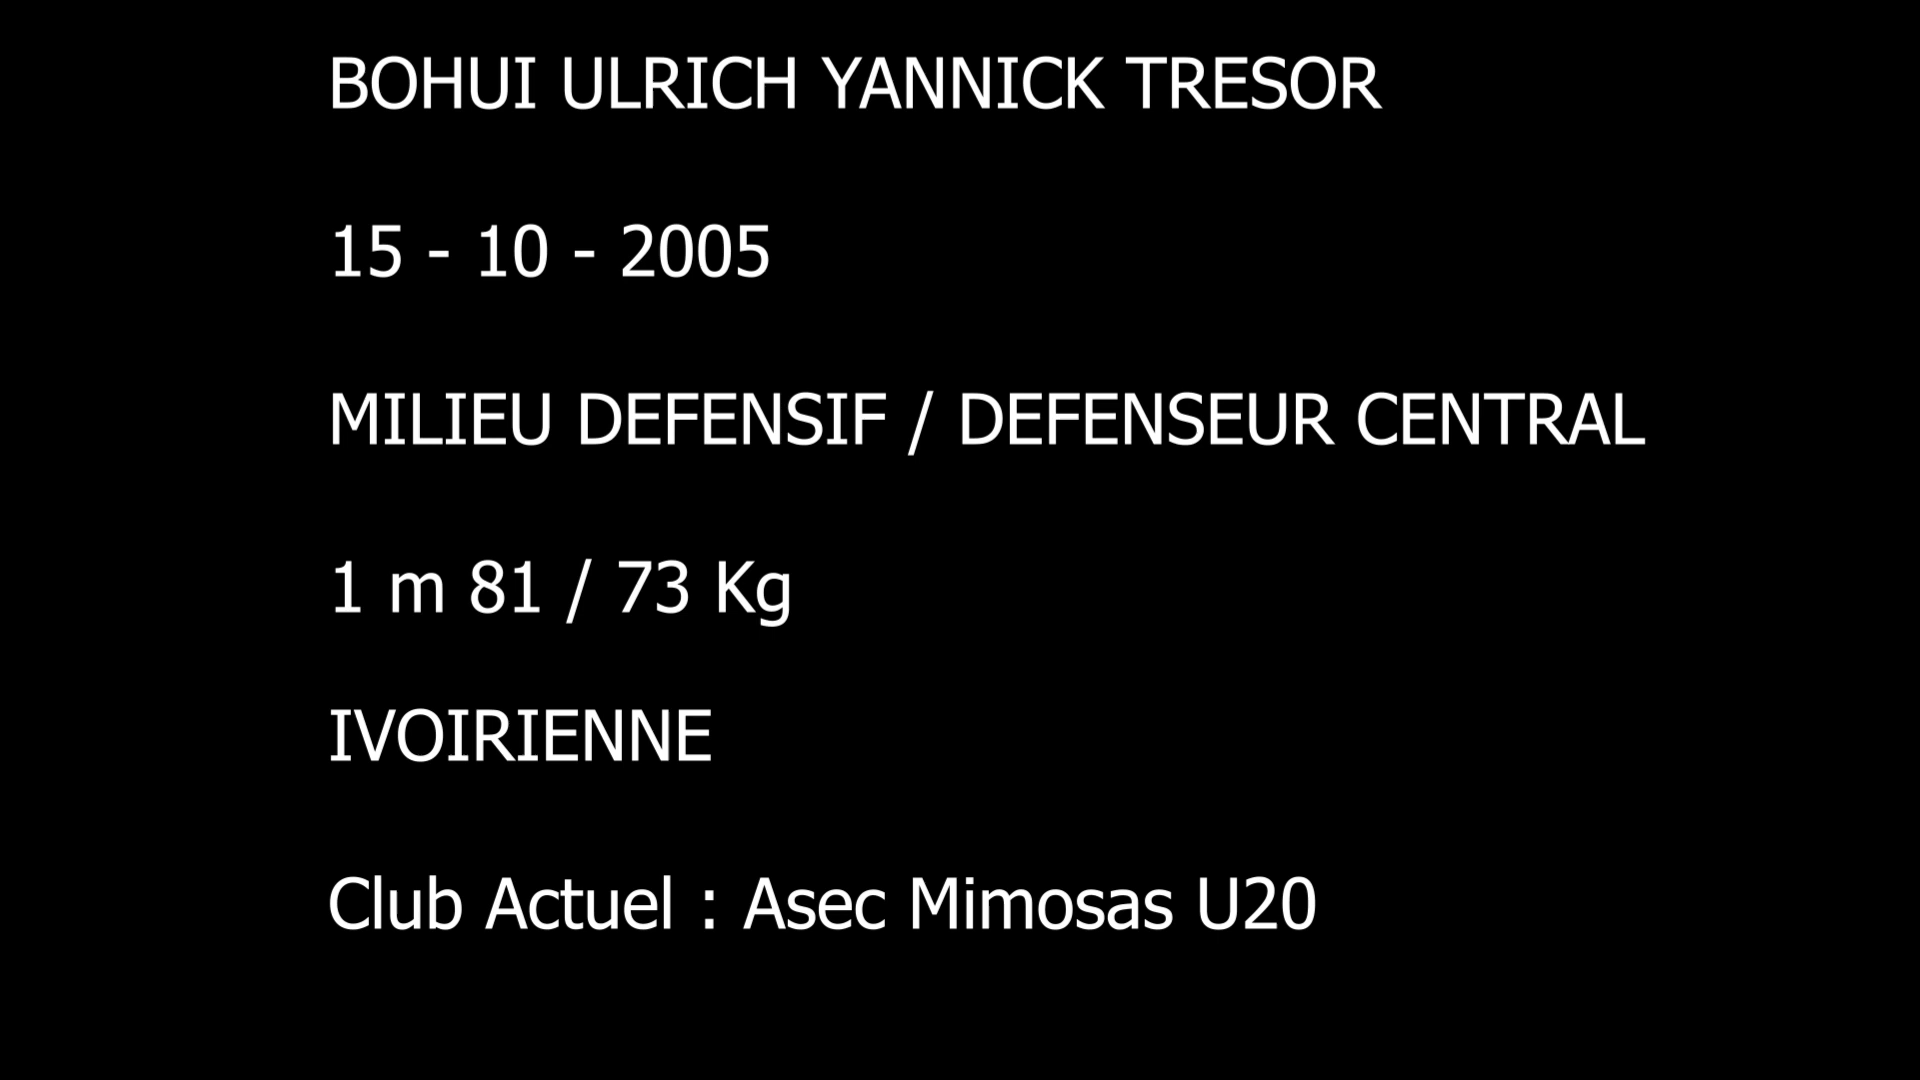 BOHUI ULRICH YANNICK TRESOR
15 - 10 - 2005
MILIEU DEFENSIF / DEFENSEUR CENTRAL
1 m 81 / 73 Kg
IVOIRIENNE
Club Actuel : Asec Mimosas U20